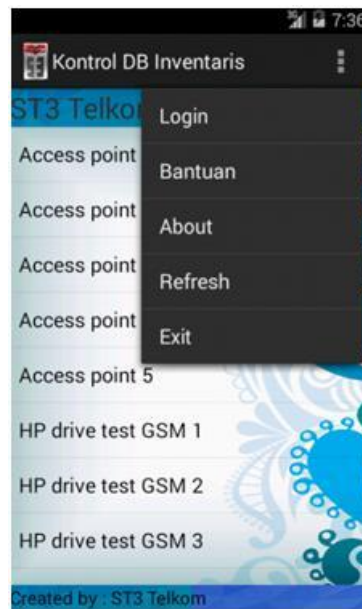 3G 7:36
Kontrol DB Inventaris
ST3 Telko
Login
Bantuan
About
Refresh
Exit
Access point
Access point
Access point
Access point
Access point 5
HP drive test GSM 1
HP drive test GSM 2
HP drive test GSM 3
Created by : ST3 Telkom